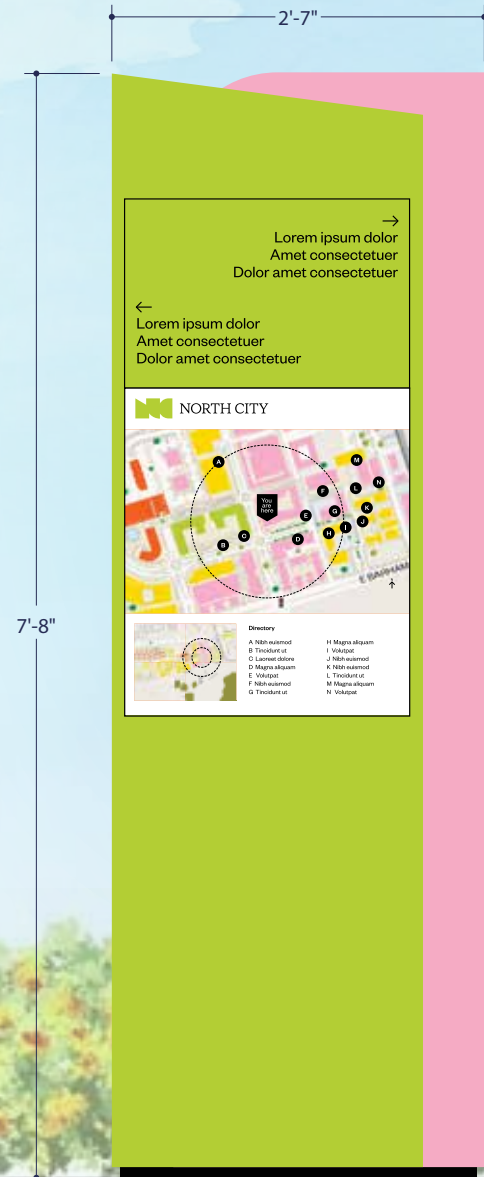 2'-7"
→
Lorem ipsum dolor
Amet consectetuer
Dolor amet consectetuer
←
Lorem ipsum dolor
Amet consectetuer
Dolor amet consectetuer
NORTH CITY
A
M
N
F
L
You
are
here
G
K
E
I
J
C
H
D
B
E BARHAM
7'-8"
Directory
A Nibh euismod
B Tincidunt ut
C Laoreet dolore
D Magna aliquam
E Volutpat
F Nibh euismod
G Tincidunt ut
H Magna aliquam
I Volutpat
J Nibh euismod
K Nibh euismod
L Tincidunt ut
M Magna aliquam
N Volutpat